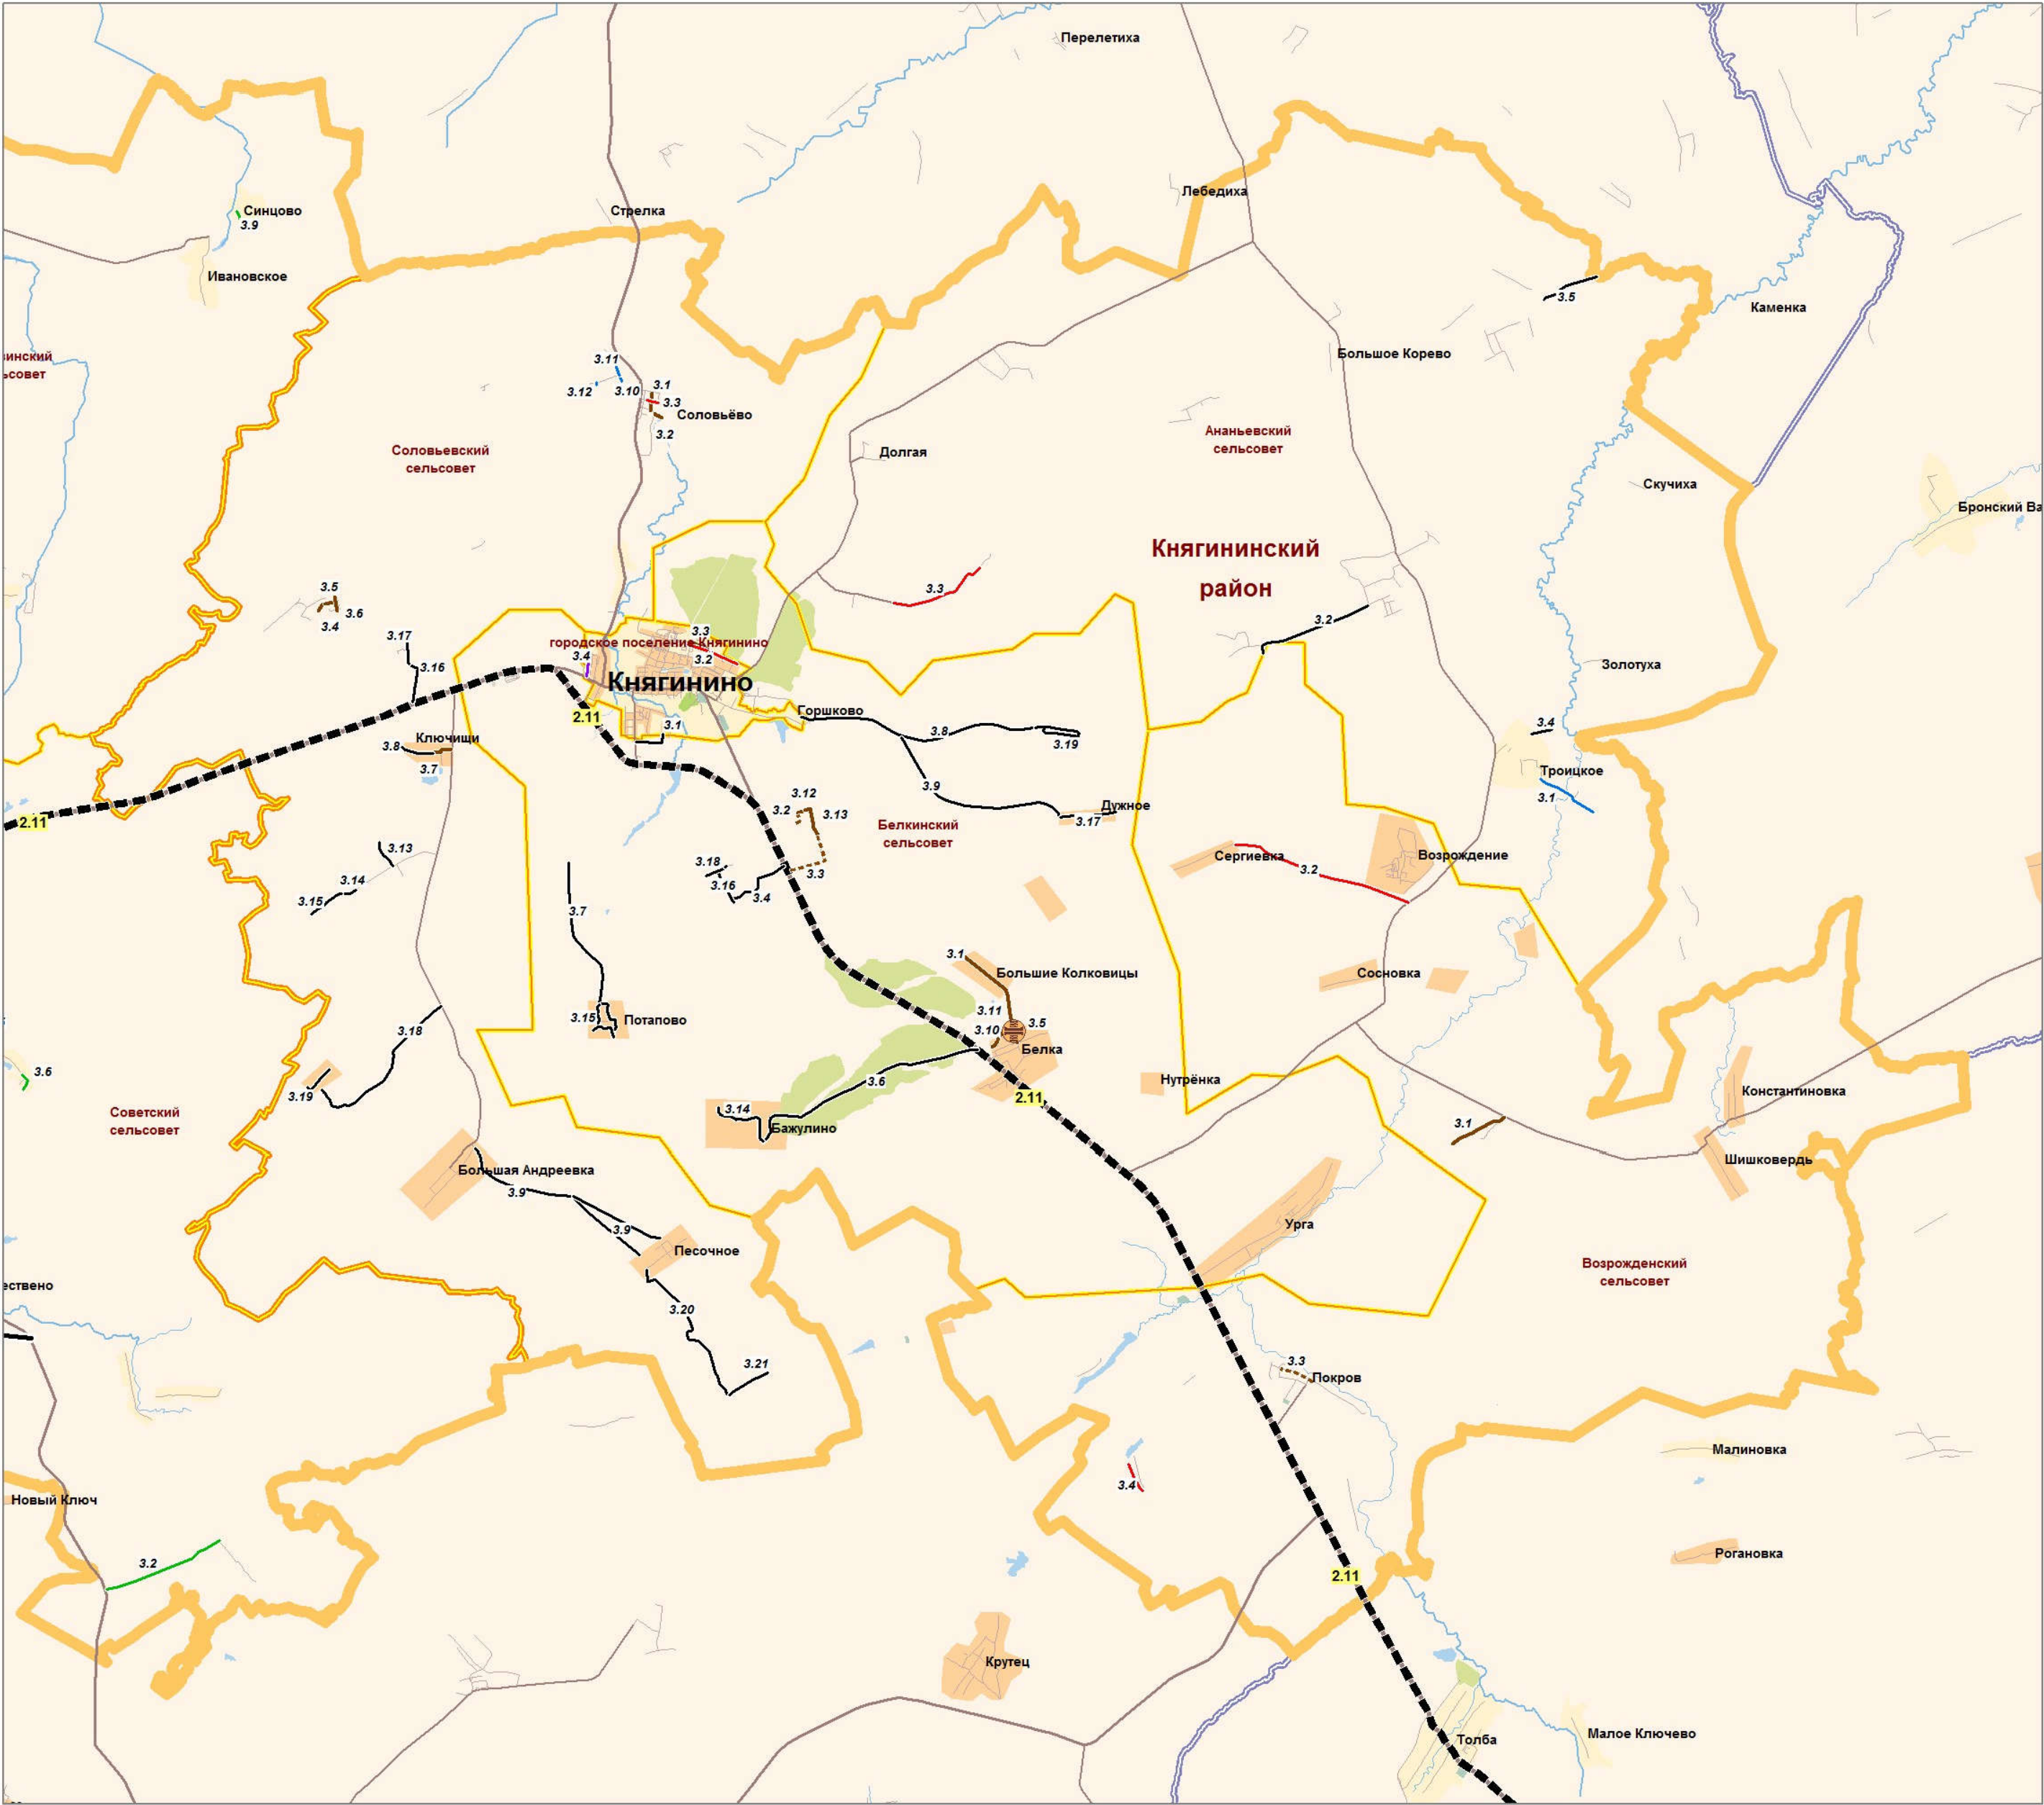 Перелетиха
Лебедиха
Синцово
3.9
Стрелка
Ивановское
3.5
Каменка
Большое Корево
3.11
3.12
3.10
3.1
3.3
Соловьёво
3.2
Соловьевский
сельсовет
Долгая
Ананьевский
сельсовет
Скучиха
Бронский Ва
Княгининский
район
3.5
3.6
3.4
3.3
3.2
3.17
3.16
городское поселение Княгинино
3.3
3.2
3.4
Княгинино
Золотуха
2.11
Горшково
3.1
3.8
3.19
3.4
Ключищи
3.8
3.7
Троицкое
3.1
3.9
2.11
3.12
3.2
3.13
Дужное
3.17
Белкинский
сельсовет
3.13
3.14
3.15
3.18
3.16
3.4
3.3
Сергиевка
3.2
Возрождение
3.7
3.1
Большие Колковицы
Сосновка
3.15
Потапово
3.11
3.10
3.5
Белка
3.18
3.19
3.6
3.6
3.14
Бажулино
2.11
Нутрёнка
Константиновка
Советский
сельсовет
3.1
Шишковердь
Большая Андреевка
3.9
3.9
Песочное
Урга
Возрожденский
сельсовет
ествено
3.20
3.21
3.3
Покров
Малиновка
3.4
Новый Ключ
3.2
Рогановка
2.11
Крутец
Толба
Малое Ключево